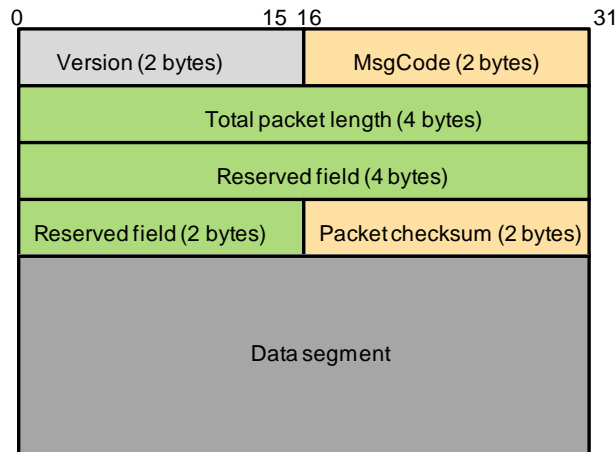 0 15 16 31
Version (2 bytes) MsgCode (2 bytes)
Total packet length (4 bytes)
Reserved field (4 bytes)
Reserved field (2 bytes) Packet checksum (2 bytes)
Data segment